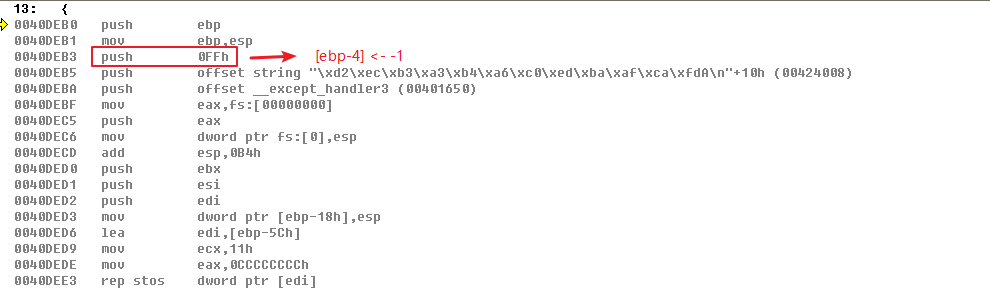 13: {
0040DEB0 push ebp
0040DEB1 mov ebp,esp
0040DEB3 push 0FFh [ebp-4] <- -1
0040DEB5 push offset string "\xd2\xec\xb3\xa3\xb4\xa6\xc0\xed\xba\xaf\xca\xfdA\n"+10h (00424008)
0040DEBA push offset __except_handler3 (00401650)
0040DEBF mov eax,fs:[00000000]
0040DEC5 push eax
0040DEC6 mov dword ptr fs:[0],esp
0040DECD add esp,0B4h
0040DED0 push ebx
0040DED1 push esi
0040DED2 push edi
0040DED3 mov dword ptr [ebp-18h],esp
0040DED6 lea edi,[ebp-5Ch]
0040DED9 mov ecx,11h
0040DEDE mov eax,0CCCCCCCCh
0040DEE3 rep stos dword ptr [edi]